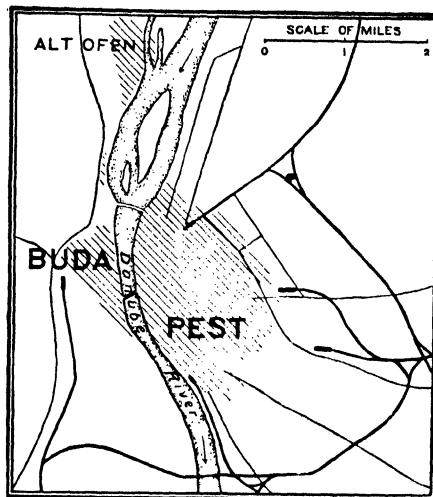 SCALE OF MILES
0 1 2
ALT OFEN
BUDA
PEST
Danube River